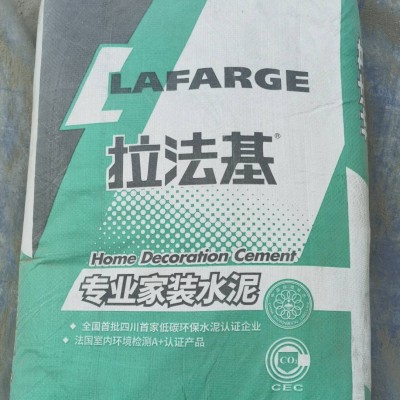 LAFARGE
拉法基®
Home Decoration Cement
专业家装水泥
全国首批四川首家低碳环保水泥认证企业
法国室内环境检测A+认证产品
CO₂
CEC